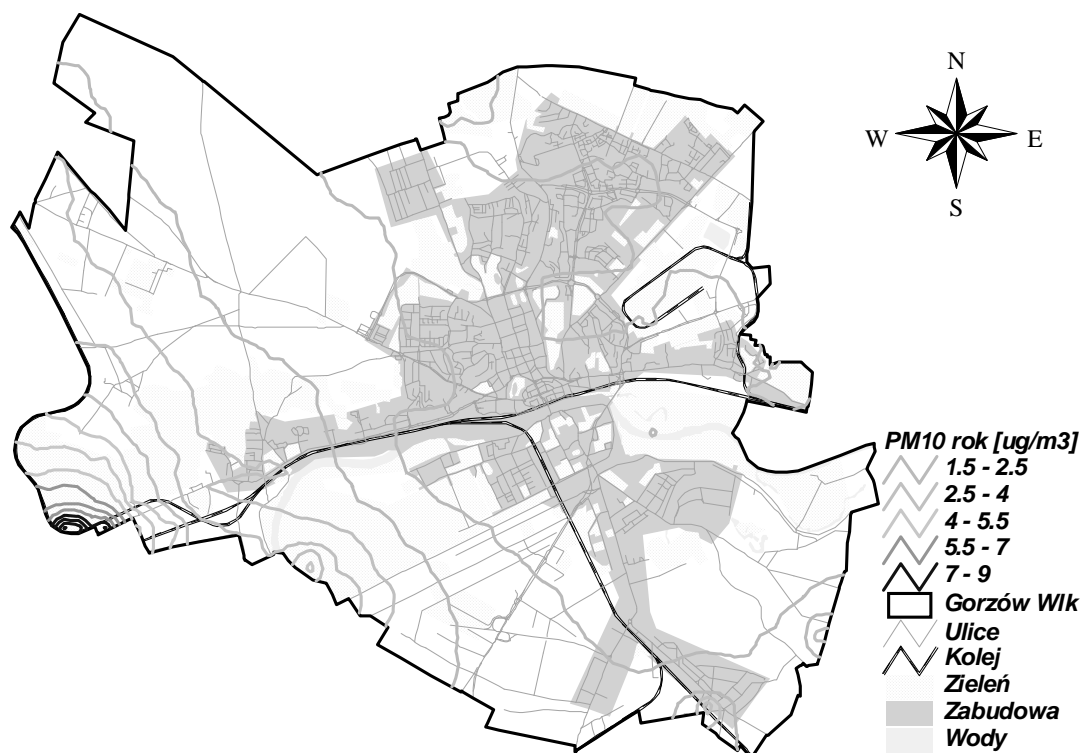 N
W E
S
PM10 rok [ug/m3]
1.5 - 2.5
2.5 - 4
4 - 5.5
5.5 - 7
7 - 9
Gorzów Wlk
Ulice
Kolej
Zieleń
Zabudowa
Wody